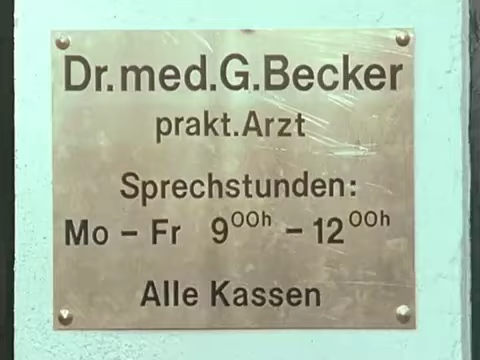 Dr.med.G.Becker
prakt.Arzt
Sprechstunden:
Mo – Fr 9⁰⁰ʰ – 12⁰⁰ʰ
Alle Kassen